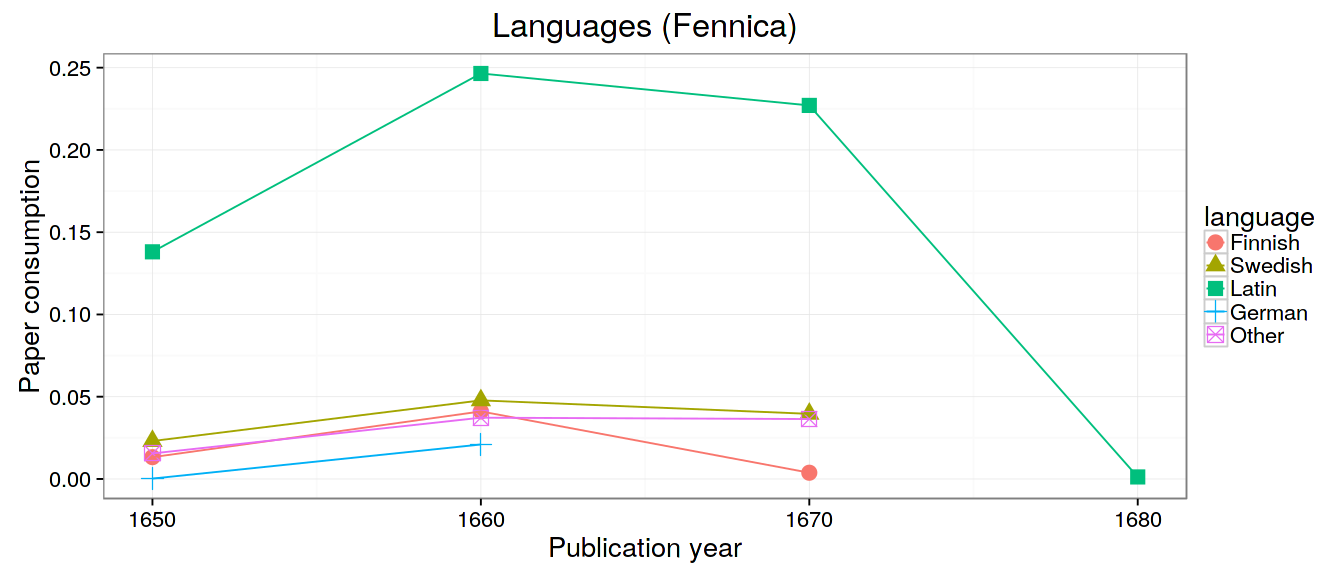 Languages (Fennica)
0.25
0.20
0.15
0.10
0.05
0.00
Paper consumption
1650 1660 1670 1680
Publication year
language
Finnish
Swedish
Latin
German
Other